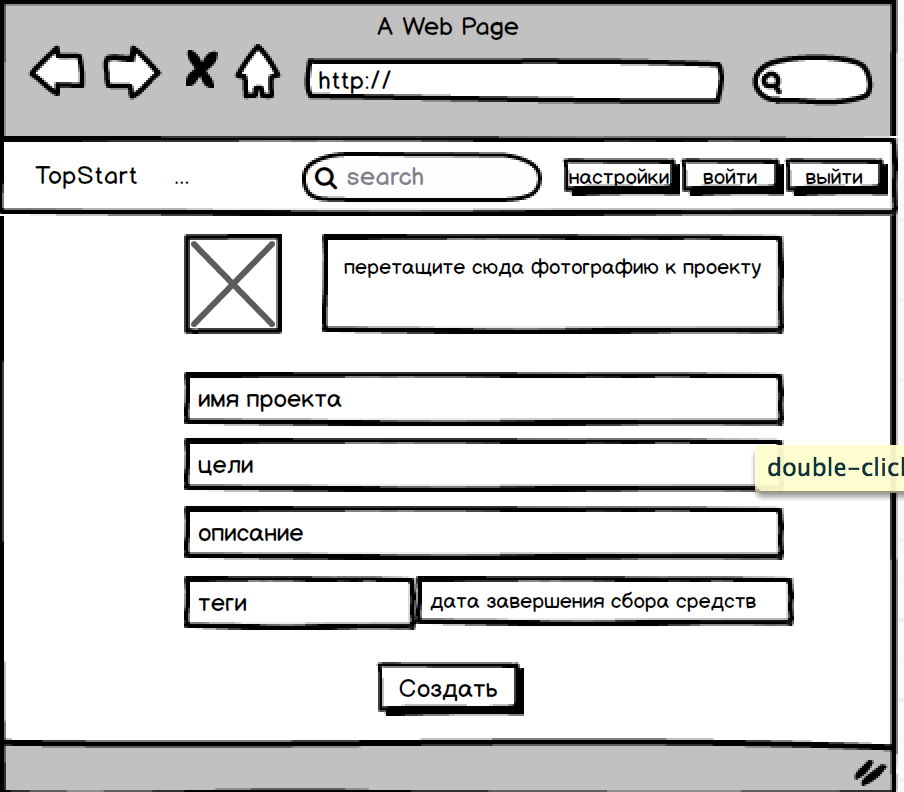 A Web Page
http://
TopStart ... search настройки войти выйти
перетащите сюда фотографию к проекту
имя проекта
цели
double-clic
описание
теги дата завершения сбора средств
Создать